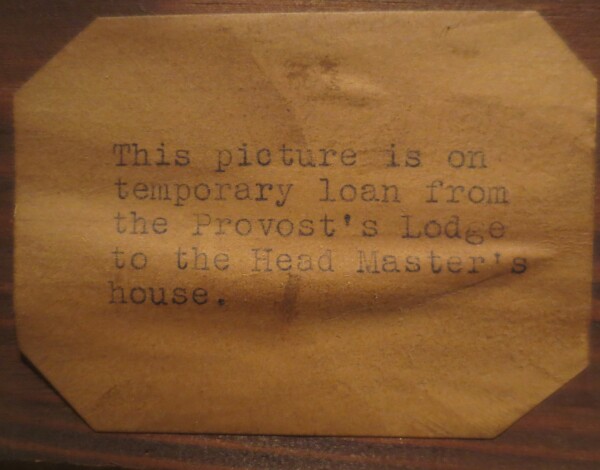 This picture is on
temporary loan from
the Provost's Lodge
to the Head Master's
house.